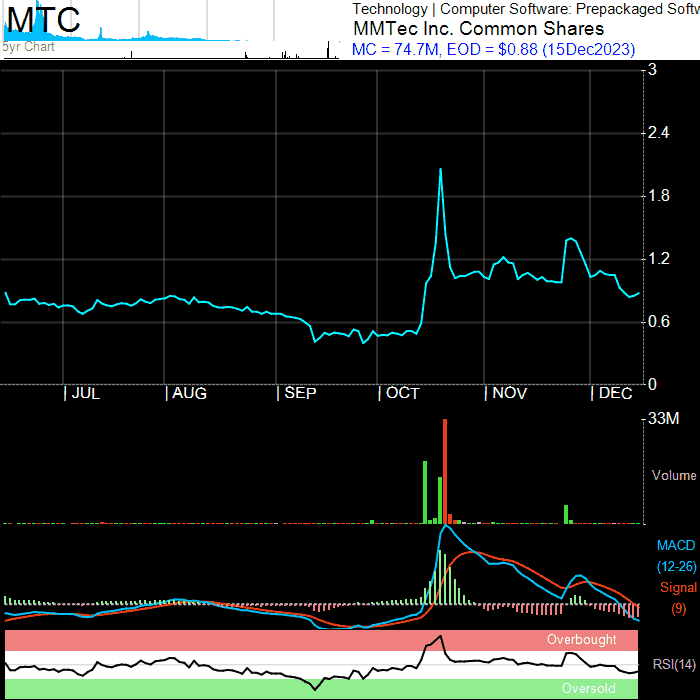 MTC
5yr Chart
Technology | Computer Software: Prepackaged Softw
MMTec Inc. Common Shares
MC = 74.7M, EOD = $0.88 (15Dec2023)
3
2.4
1.8
1.2
0.6
0
| JUL | AUG | SEP | OCT | NOV | DEC
33M
Volume
MACD
(12-26)
Signal
(9)
Overbought
RSI(14)
Oversold